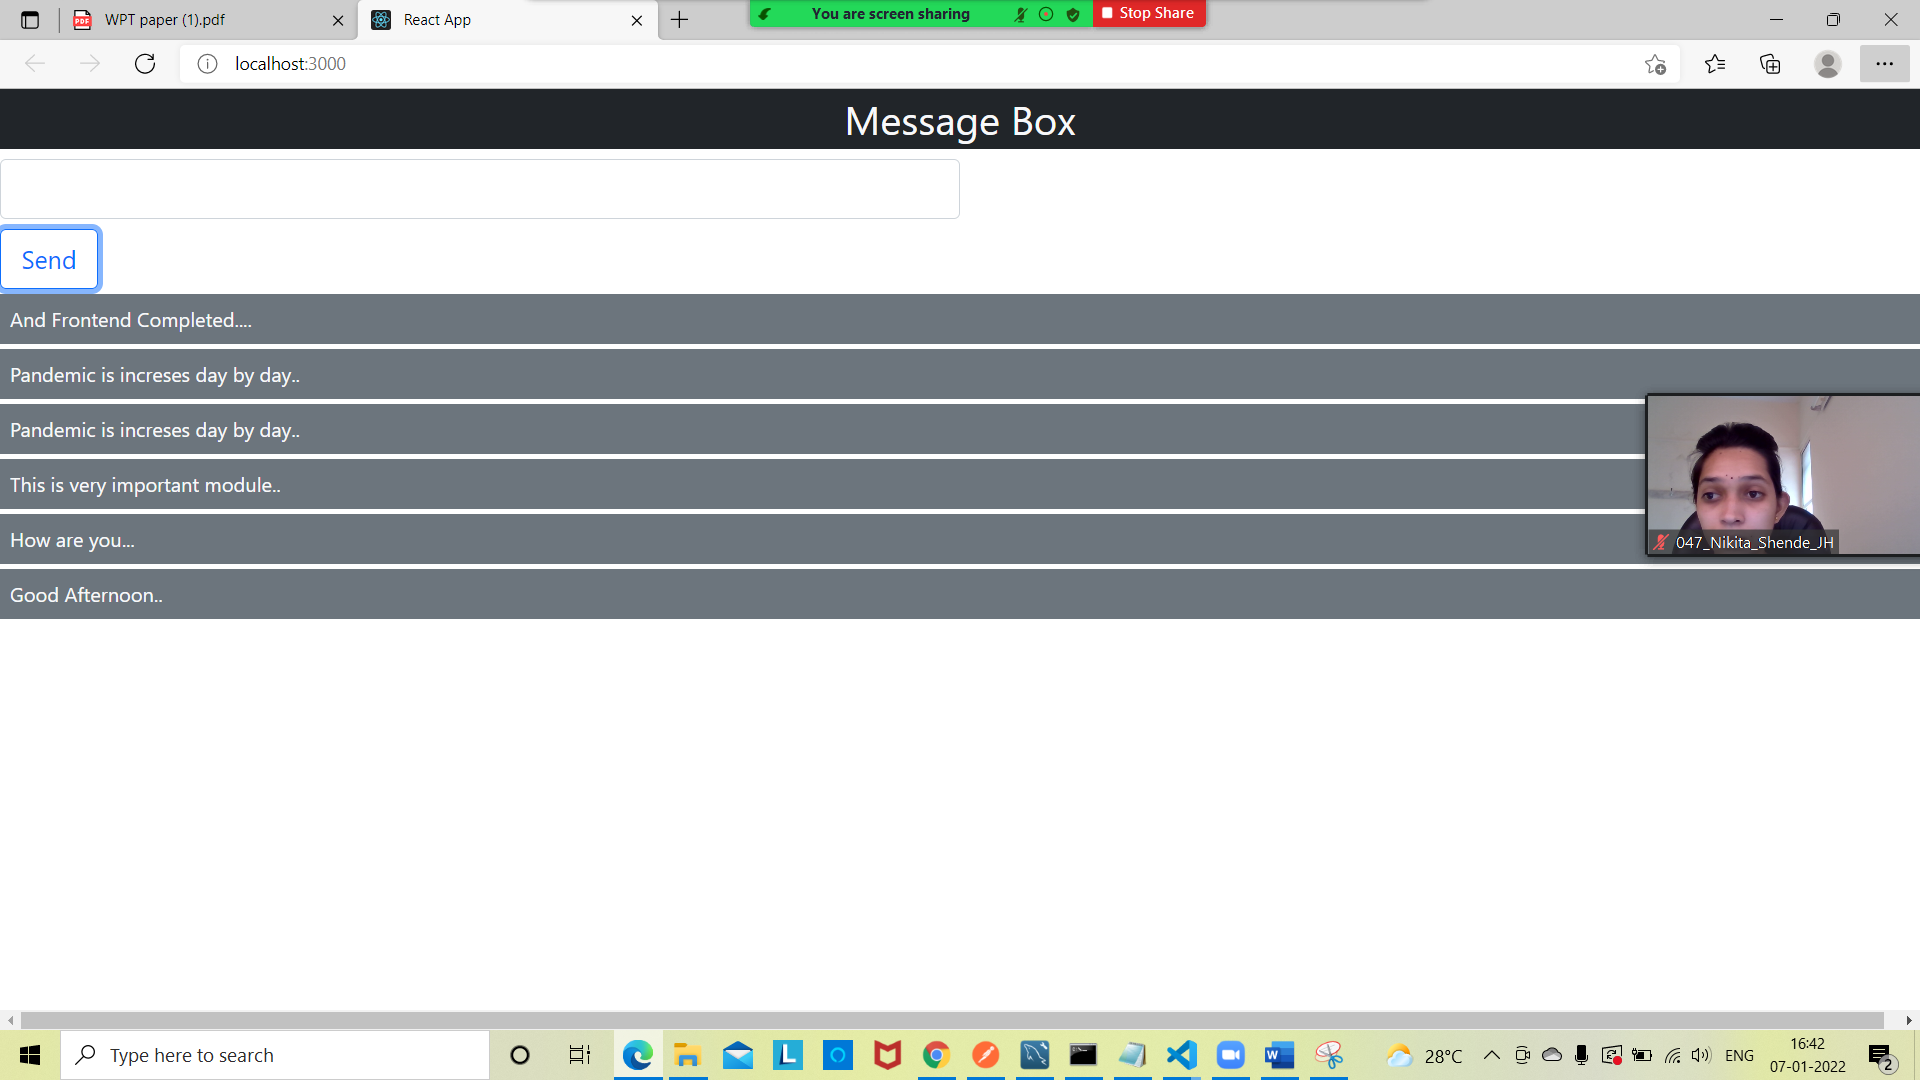 WPT paper (1).pdf
React App
You are screen sharing
Stop Share
localhost:3000
Message Box
Send
And Frontend Completed....
Pandemic is increses day by day..
Pandemic is increses day by day..
This is very important module..
How are you...
Good Afternoon..
047_Nikita_Shende_JH
Type here to search
28°C
ENG
16:42
07-01-2022
2